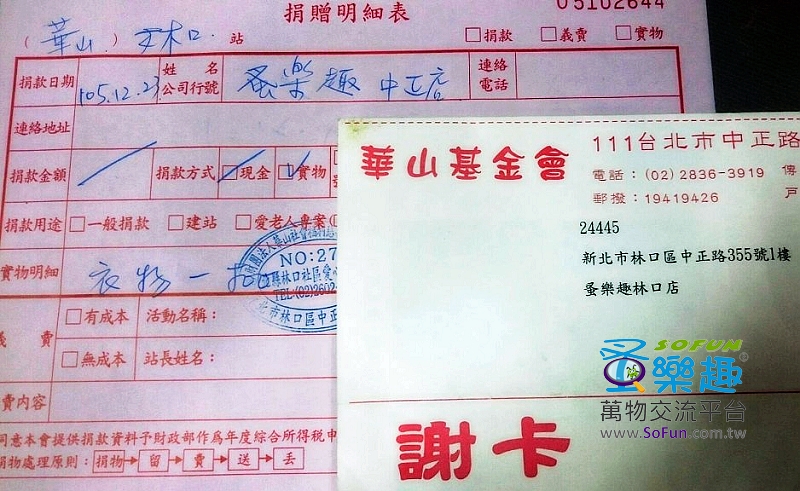 捐贈明細表
05102644
(華山)林口 站
□捐款 □義賣 □實物
捐款日期 105.12.23 姓名 公司行號 蚤樂趣 中正店 連絡電話
連絡地址
捐款金額 捐款方式 □現金 □實物
捐款用途 □一般捐款 □建站 □愛老人專案
實物明細 衣物一批
NO:27
TEL:(02)2602
賣 □有成本 活動名稱：
□無成本 站長姓名：
賣內容
同意本會提供捐款資料予財政部作為年度綜合所得稅申
捐物處理原則：捐物→留→賣→送→丟
華山基金會
111台北市中正路
電話：(02)2836-3919 傳
郵撥：19419426 戶
24445
新北市林口區中正路355號1樓
蚤樂趣林口店
謝卡
SOFUN
蚤樂趣®
萬物交流平台
www.SoFun.com.tw